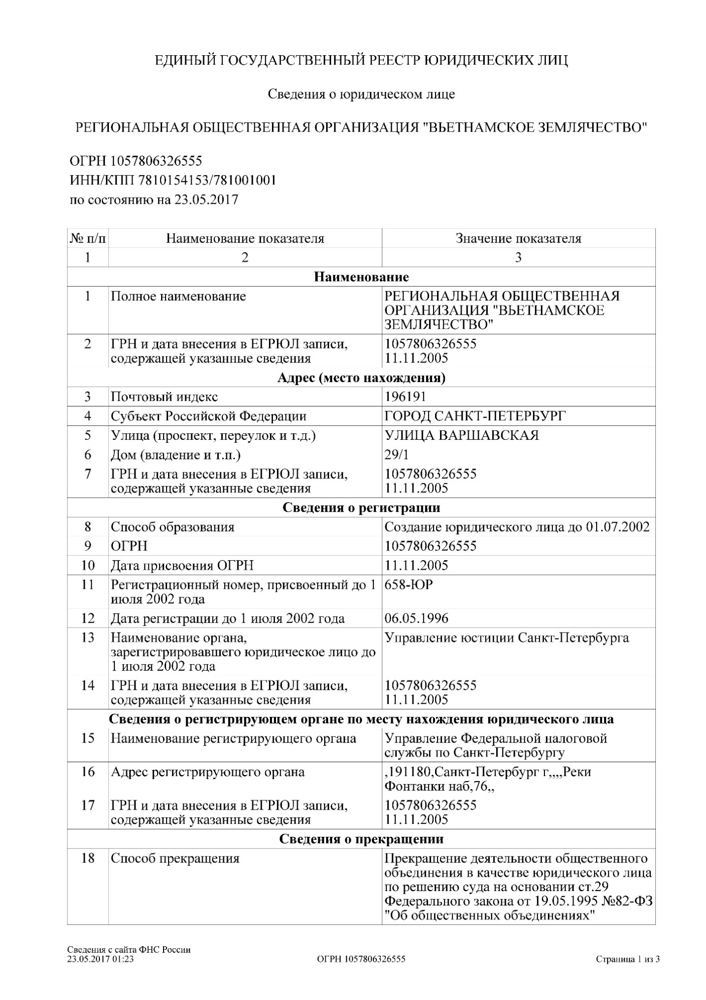 ЕДИНЫЙ ГОСУДАРСТВЕННЫЙ РЕЕСТР ЮРИДИЧЕСКИХ ЛИЦ
Сведения о юридическом лице
РЕГИОНАЛЬНАЯ ОБЩЕСТВЕННАЯ ОРГАНИЗАЦИЯ "ВЬЕТНАМСКОЕ ЗЕМЛЯЧЕСТВО"
ОГРН 1057806326555
ИНН/КПП 7810154153/781001001
по состоянию на 23.05.2017
№ п/п Наименование показателя Значение показателя
1 2 3
Наименование
1 Полное наименование РЕГИОНАЛЬНАЯ ОБЩЕСТВЕННАЯ
ОРГАНИЗАЦИЯ "ВЬЕТНАМСКОЕ
ЗЕМЛЯЧЕСТВО"
2 ГРН и дата внесения в ЕГРЮЛ записи, 1057806326555
содержащей указанные сведения 11.11.2005
Адрес (место нахождения)
3 Почтовый индекс 196191
4 Субъект Российской Федерации ГОРОД САНКТ-ПЕТЕРБУРГ
5 Улица (проспект, переулок и т.д.) УЛИЦА ВАРШАВСКАЯ
6 Дом (владение и т.п.) 29/1
7 ГРН и дата внесения в ЕГРЮЛ записи, 1057806326555
содержащей указанные сведения 11.11.2005
Сведения о регистрации
8 Способ образования Создание юридического лица до 01.07.2002
9 ОГРН 1057806326555
10 Дата присвоения ОГРН 11.11.2005
11 Регистрационный номер, присвоенный до 1 658-ЮР
июля 2002 года
12 Дата регистрации до 1 июля 2002 года 06.05.1996
13 Наименование органа, Управление юстиции Санкт-Петербурга
зарегистрировавшего юридическое лицо до
1 июля 2002 года
14 ГРН и дата внесения в ЕГРЮЛ записи, 1057806326555
содержащей указанные сведения 11.11.2005
Сведения о регистрирующем органе по месту нахождения юридического лица
15 Наименование регистрирующего органа Управление Федеральной налоговой
службы по Санкт-Петербургу
16 Адрес регистрирующего органа ,191180,Санкт-Петербург г,,,,Реки
Фонтанки наб,76,,
17 ГРН и дата внесения в ЕГРЮЛ записи, 1057806326555
содержащей указанные сведения 11.11.2005
Сведения о прекращении
18 Способ прекращения Прекращение деятельности общественного
объединения в качестве юридического лица
по решению суда на основании ст.29
Федерального закона от 19.05.1995 №82-ФЗ
"Об общественных объединениях"
Сведения с сайта ФНС России
23.05.2017 01:23 ОГРН 1057806326555 Страница 1 из 3